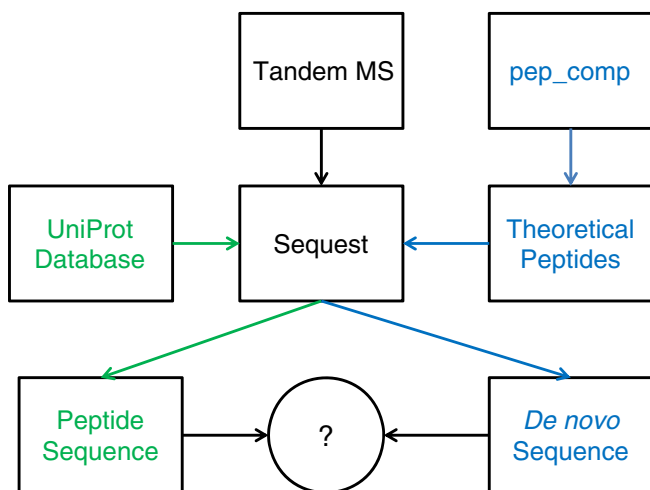 Tandem MS
pep_comp
UniProt
Database
Sequest
Theoretical
Peptides
Peptide
Sequence
?
De novo
Sequence